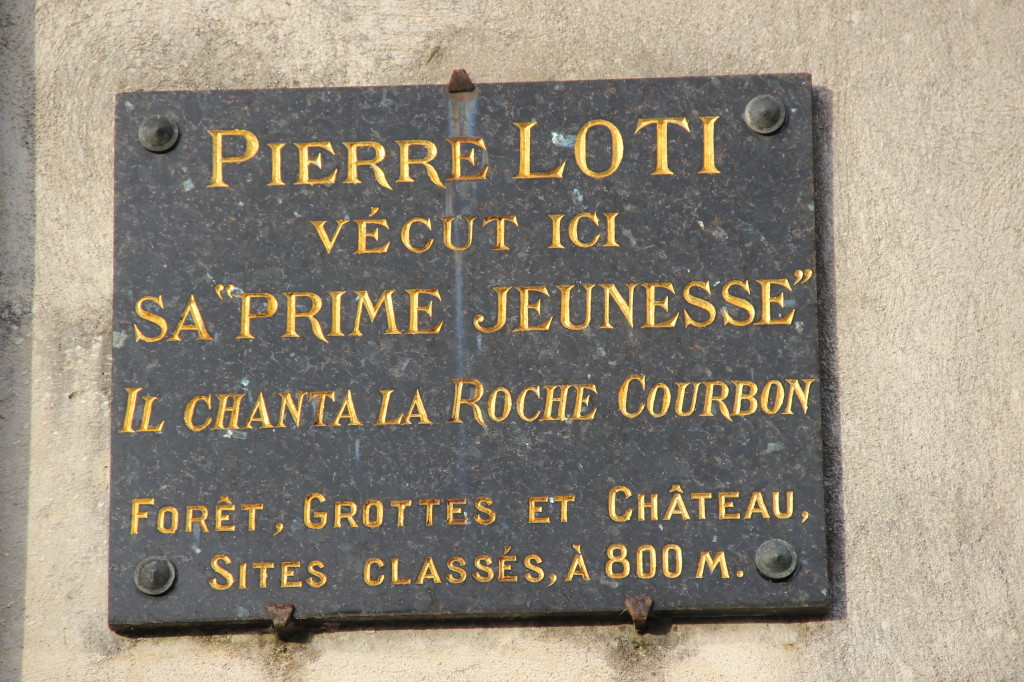 PIERRE LOTI
VÉCUT ICI
SA "PRIME JEUNESSE"
IL CHANTA LA ROCHE COURBON
FORÊT, GROTTES ET CHÂTEAU,
SITES CLASSÉS, À 800 M.